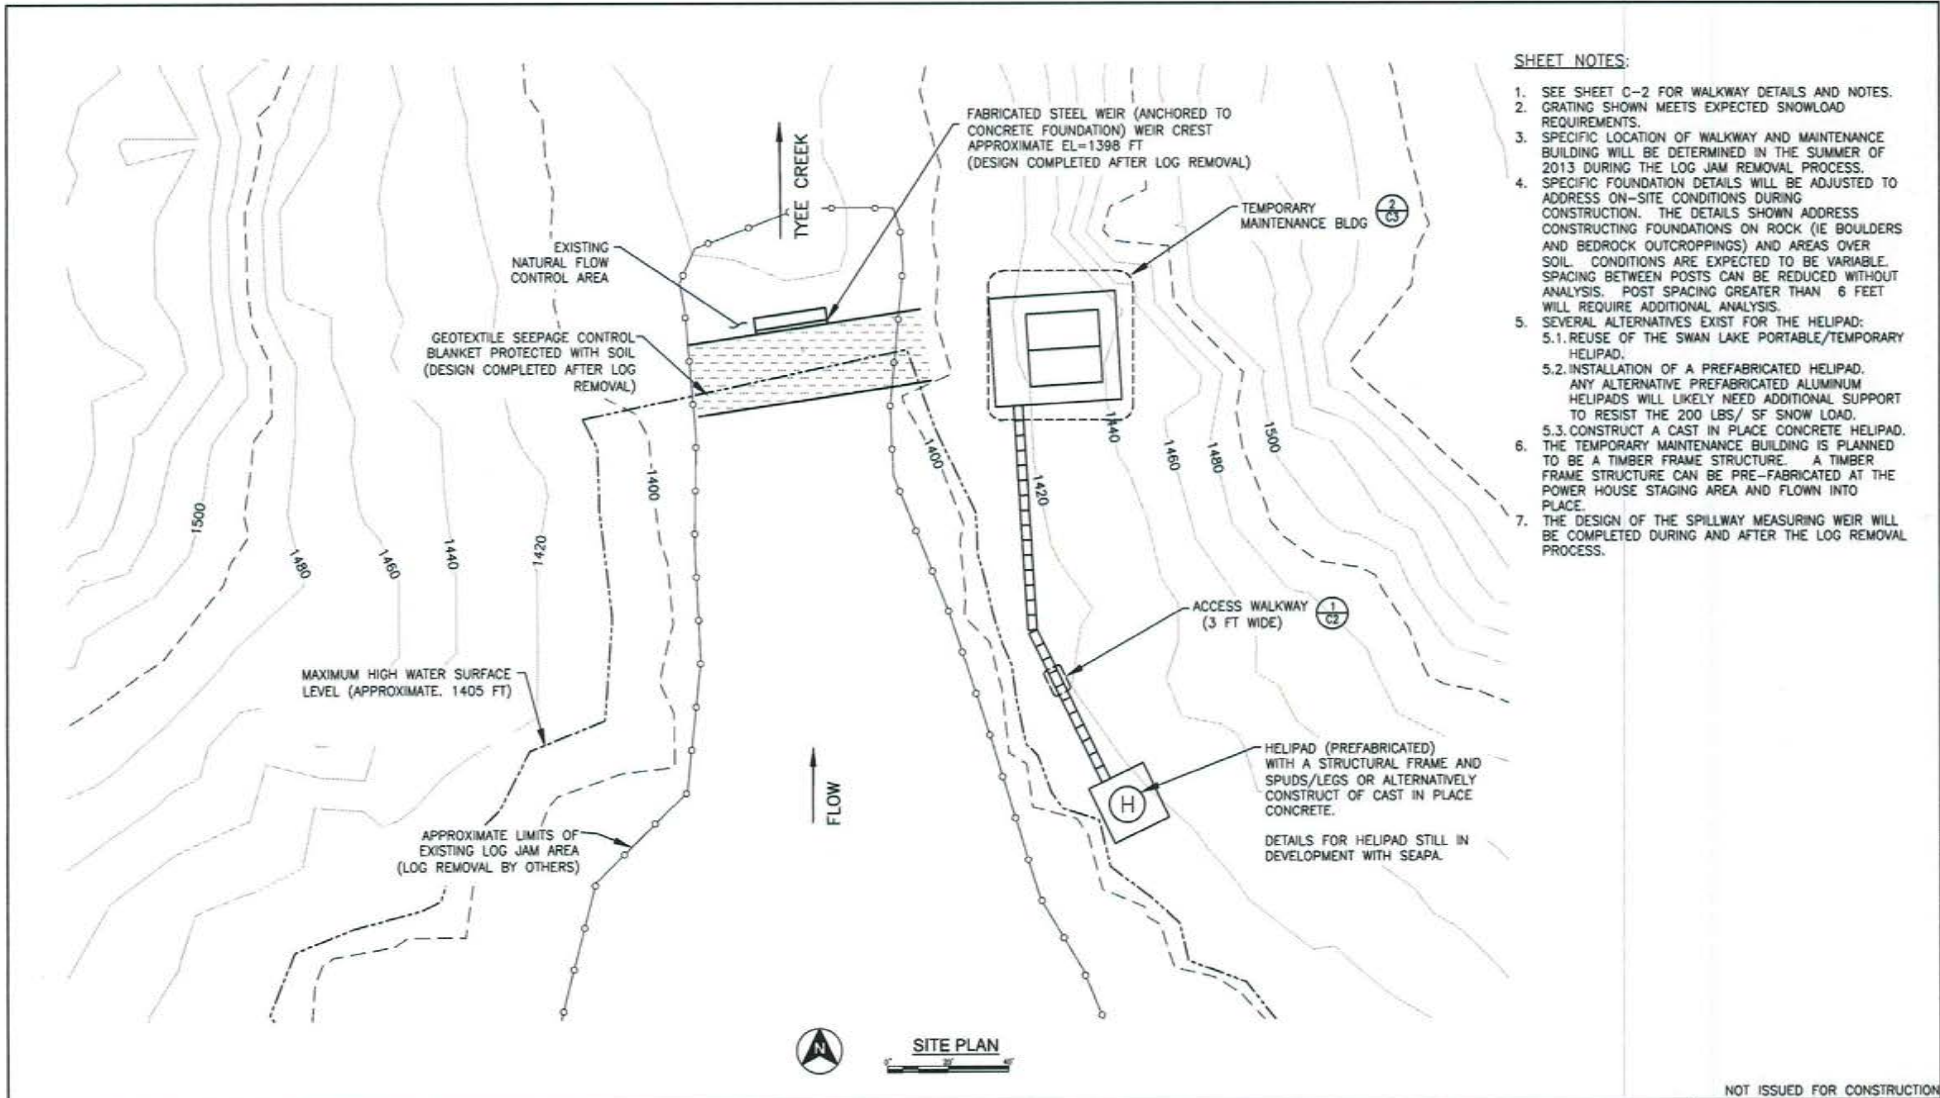 SHEET NOTES:
1. SEE SHEET C-2 FOR WALKWAY DETAILS AND NOTES.
2. GRATING SHOWN MEETS EXPECTED SNOWLOAD
REQUIREMENTS.
3. SPECIFIC LOCATION OF WALKWAY AND MAINTENANCE
BUILDING WILL BE DETERMINED IN THE SUMMER OF
2013 DURING THE LOG JAM REMOVAL PROCESS.
4. SPECIFIC FOUNDATION DETAILS WILL BE ADJUSTED TO
ADDRESS ON-SITE CONDITIONS DURING
CONSTRUCTION. THE DETAILS SHOWN ADDRESS
CONSTRUCTING FOUNDATIONS ON ROCK (IE BOULDERS
AND BEDROCK OUTCROPPINGS) AND AREAS OVER
SOIL. CONDITIONS ARE EXPECTED TO BE VARIABLE.
SPACING BETWEEN POSTS CAN BE REDUCED WITHOUT
ANALYSIS. POST SPACING GREATER THAN 6 FEET
WILL REQUIRE ADDITIONAL ANALYSIS.
5. SEVERAL ALTERNATIVES EXIST FOR THE HELIPAD:
5.1. REUSE OF THE SWAN LAKE PORTABLE/TEMPORARY
HELIPAD.
5.2. INSTALLATION OF A PREFABRICATED HELIPAD.
ANY ALTERNATIVE PREFABRICATED ALUMINUM
HELIPADS WILL LIKELY NEED ADDITIONAL SUPPORT
TO RESIST THE 200 LBS/ SF SNOW LOAD.
5.3. CONSTRUCT A CAST IN PLACE CONCRETE HELIPAD.
6. THE TEMPORARY MAINTENANCE BUILDING IS PLANNED
TO BE A TIMBER FRAME STRUCTURE. A TIMBER
FRAME STRUCTURE CAN BE PRE-FABRICATED AT THE
POWER HOUSE STAGING AREA AND FLOWN INTO
PLACE.
7. THE DESIGN OF THE SPILLWAY MEASURING WEIR WILL
BE COMPLETED DURING AND AFTER THE LOG REMOVAL
PROCESS.
FABRICATED STEEL WEIR (ANCHORED TO
CONCRETE FOUNDATION) WEIR CREST
APPROXIMATE EL=1398 FT
(DESIGN COMPLETED AFTER LOG REMOVAL)
TYEE CREEK
TEMPORARY
MAINTENANCE BLDG
2
C3
EXISTING
NATURAL FLOW
CONTROL AREA
GEOTEXTILE SEEPAGE CONTROL
BLANKET PROTECTED WITH SOIL
(DESIGN COMPLETED AFTER LOG
REMOVAL)
1500
1480
1460
1440
1420
1400
1400
1420
1440
1460
1480
1500
ACCESS WALKWAY
(3 FT WIDE)
1
C2
MAXIMUM HIGH WATER SURFACE
LEVEL (APPROXIMATE. 1405 FT)
HELIPAD (PREFABRICATED)
WITH A STRUCTURAL FRAME AND
SPUDS/LEGS OR ALTERNATIVELY
CONSTRUCT OF CAST IN PLACE
CONCRETE.
DETAILS FOR HELIPAD STILL IN
DEVELOPMENT WITH SEAPA.
H
FLOW
APPROXIMATE LIMITS OF
EXISTING LOG JAM AREA
(LOG REMOVAL BY OTHERS)
N
SITE PLAN
NOT ISSUED FOR CONSTRUCTION